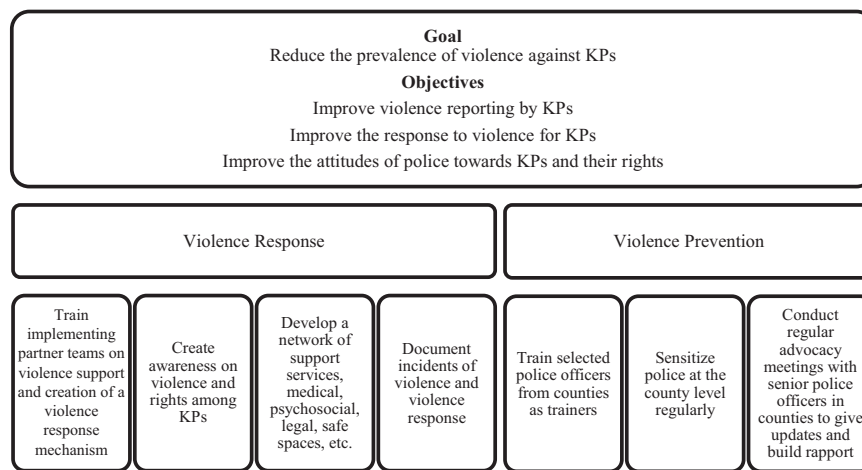 Goal
Reduce the prevalence of violence against KPs
Objectives
Improve violence reporting by KPs
Improve the response to violence for KPs
Improve the attitudes of police towards KPs and their rights
Violence Response
Violence Prevention
Train
implementing
partner teams on
violence support
and creation of a
violence
response
mechanism
Create
awareness on
violence and
rights among
KPs
Develop a
network of
support
services,
medical,
psychosocial,
legal, safe
spaces, etc.
Document
incidents of
violence and
violence
response
Train selected
police officers
from counties
as trainers
Sensitize
police at the
county level
regularly
Conduct
regular
advocacy
meetings with
senior police
officers in
counties to give
updates and
build rapport